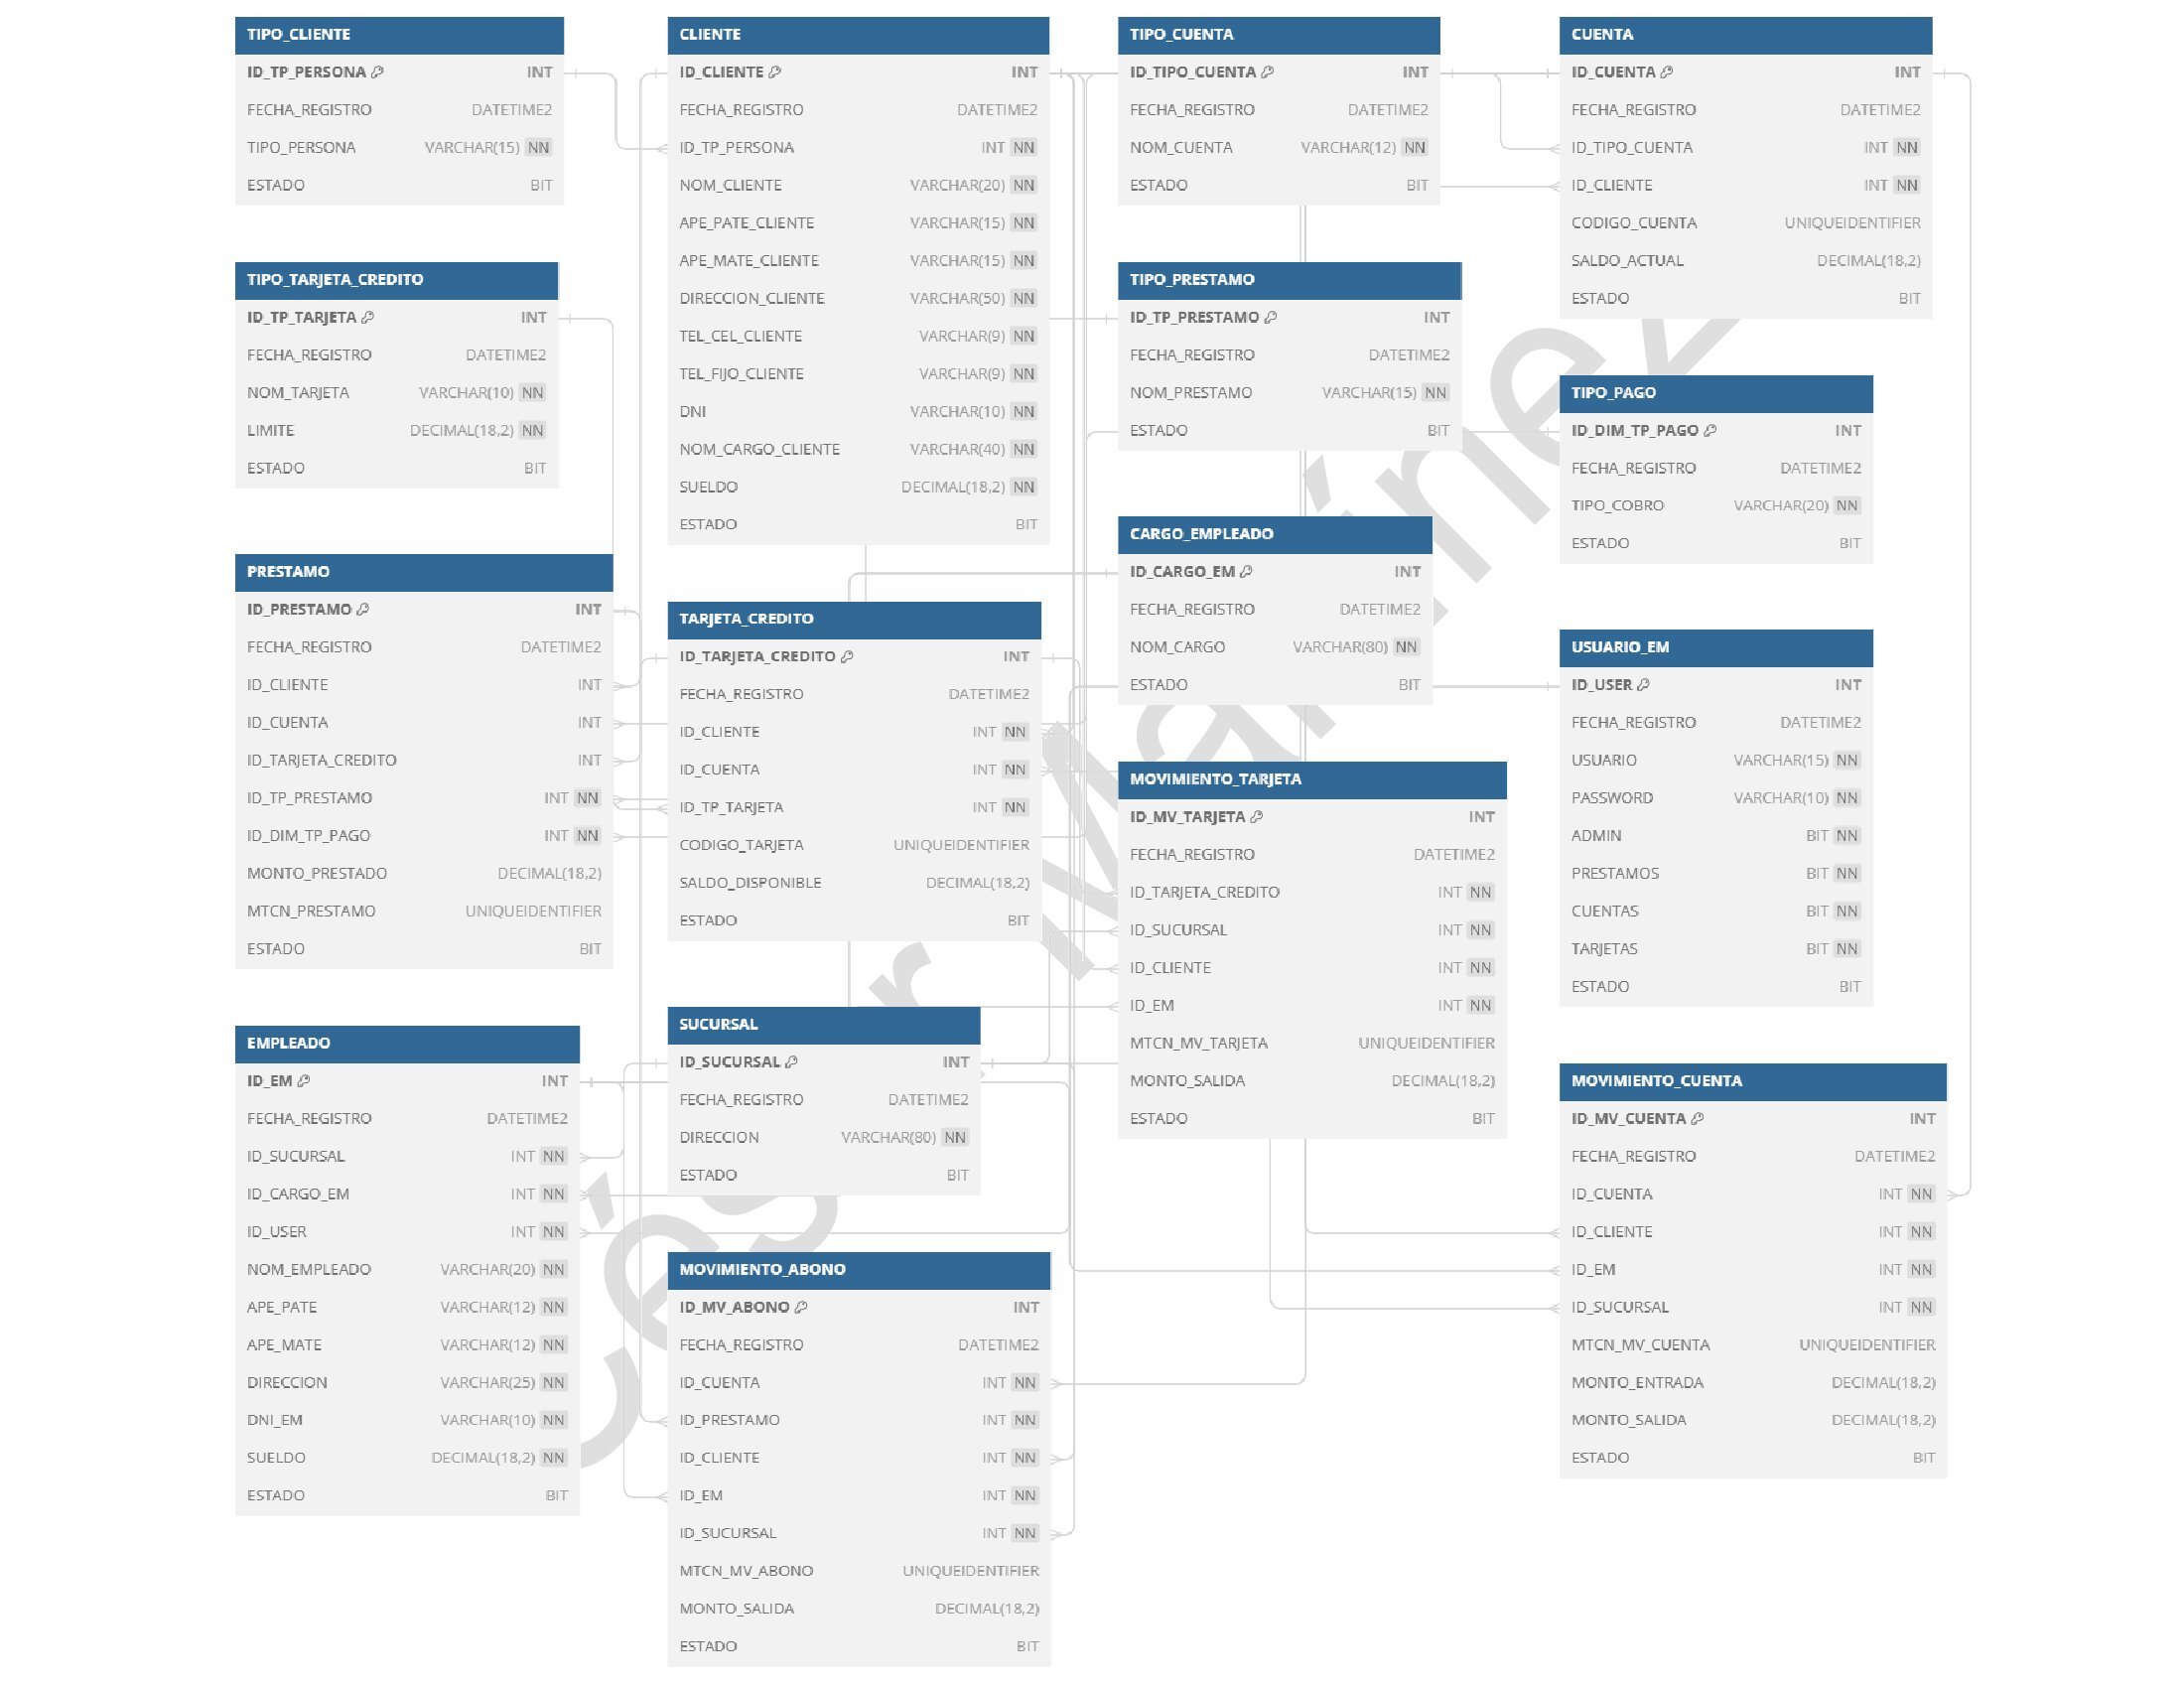 TIPO_CLIENTE
ID_TP_PERSONA INT
FECHA_REGISTRO DATETIME2
TIPO_PERSONA VARCHAR(15) NN
ESTADO BIT
TIPO_TARJETA_CREDITO
ID_TP_TARJETA INT
FECHA_REGISTRO DATETIME2
NOM_TARJETA VARCHAR(10) NN
LIMITE DECIMAL(18,2) NN
ESTADO BIT
PRESTAMO
ID_PRESTAMO INT
FECHA_REGISTRO DATETIME2
ID_CLIENTE INT
ID_CUENTA INT
ID_TARJETA_CREDITO INT
ID_TP_PRESTAMO INT NN
ID_DIM_TP_PAGO INT NN
MONTO_PRESTADO DECIMAL(18,2)
MTCN_PRESTAMO UNIQUEIDENTIFIER
ESTADO BIT
EMPLEADO
ID_EM INT
FECHA_REGISTRO DATETIME2
ID_SUCURSAL INT NN
ID_CARGO_EM INT NN
ID_USER INT NN
NOM_EMPLEADO VARCHAR(20) NN
APE_PATE VARCHAR(12) NN
APE_MATE VARCHAR(12) NN
DIRECCION VARCHAR(25) NN
DNI_EM VARCHAR(10) NN
SUELDO DECIMAL(18,2) NN
ESTADO BIT
CLIENTE
ID_CLIENTE INT
FECHA_REGISTRO DATETIME2
ID_TP_PERSONA INT NN
NOM_CLIENTE VARCHAR(20) NN
APE_PATE_CLIENTE VARCHAR(15) NN
APE_MATE_CLIENTE VARCHAR(15) NN
DIRECCION_CLIENTE VARCHAR(50) NN
TEL_CEL_CLIENTE VARCHAR(9) NN
TEL_FIJO_CLIENTE VARCHAR(9) NN
DNI VARCHAR(10) NN
NOM_CARGO_CLIENTE VARCHAR(40) NN
SUELDO DECIMAL(18,2) NN
ESTADO BIT
TARJETA_CREDITO
ID_TARJETA_CREDITO INT
FECHA_REGISTRO DATETIME2
ID_CLIENTE INT NN
ID_CUENTA INT NN
ID_TP_TARJETA INT NN
CODIGO_TARJETA UNIQUEIDENTIFIER
SALDO_DISPONIBLE DECIMAL(18,2)
ESTADO BIT
SUCURSAL
ID_SUCURSAL INT
FECHA_REGISTRO DATETIME2
DIRECCION VARCHAR(80) NN
ESTADO BIT
MOVIMIENTO_ABONO
ID_MV_ABONO INT
FECHA_REGISTRO DATETIME2
ID_CUENTA INT NN
ID_PRESTAMO INT NN
ID_CLIENTE INT NN
ID_EM INT NN
ID_SUCURSAL INT NN
MTCN_MV_ABONO UNIQUEIDENTIFIER
MONTO_SALIDA DECIMAL(18,2)
ESTADO BIT
TIPO_CUENTA
ID_TIPO_CUENTA INT
FECHA_REGISTRO DATETIME2
NOM_CUENTA VARCHAR(12) NN
ESTADO BIT
TIPO_PRESTAMO
ID_TP_PRESTAMO INT
FECHA_REGISTRO DATETIME2
NOM_PRESTAMO VARCHAR(15) NN
ESTADO BIT
CARGO_EMPLEADO
ID_CARGO_EM INT
FECHA_REGISTRO DATETIME2
NOM_CARGO VARCHAR(80) NN
ESTADO BIT
MOVIMIENTO_TARJETA
ID_MV_TARJETA INT
FECHA_REGISTRO DATETIME2
ID_TARJETA_CREDITO INT NN
ID_SUCURSAL INT NN
ID_CLIENTE INT NN
ID_EM INT NN
MTCN_MV_TARJETA UNIQUEIDENTIFIER
MONTO_SALIDA DECIMAL(18,2)
ESTADO BIT
CUENTA
ID_CUENTA INT
FECHA_REGISTRO DATETIME2
ID_TIPO_CUENTA INT NN
ID_CLIENTE INT NN
CODIGO_CUENTA UNIQUEIDENTIFIER
SALDO_ACTUAL DECIMAL(18,2)
ESTADO BIT
TIPO_PAGO
ID_DIM_TP_PAGO INT
FECHA_REGISTRO DATETIME2
TIPO_COBRO VARCHAR(20) NN
ESTADO BIT
USUARIO_EM
ID_USER INT
FECHA_REGISTRO DATETIME2
USUARIO VARCHAR(15) NN
PASSWORD VARCHAR(10) NN
ADMIN BIT NN
PRESTAMOS BIT NN
CUENTAS BIT NN
TARJETAS BIT NN
ESTADO BIT
MOVIMIENTO_CUENTA
ID_MV_CUENTA INT
FECHA_REGISTRO DATETIME2
ID_CUENTA INT NN
ID_CLIENTE INT NN
ID_EM INT NN
ID_SUCURSAL INT NN
MTCN_MV_CUENTA UNIQUEIDENTIFIER
MONTO_ENTRADA DECIMAL(18,2)
MONTO_SALIDA DECIMAL(18,2)
ESTADO BIT